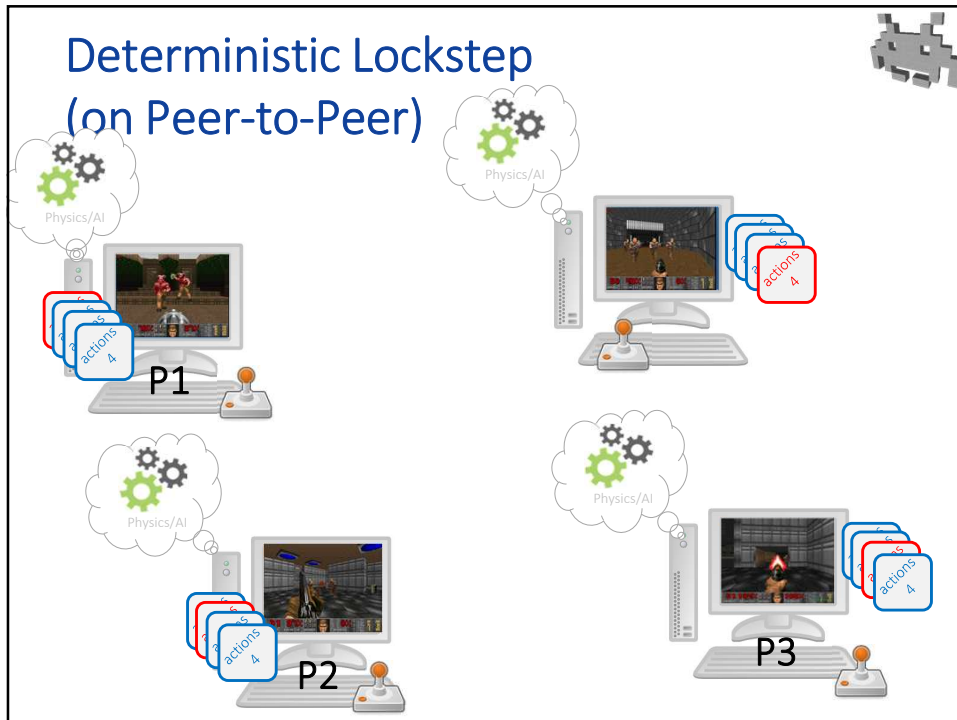 Deterministic Lockstep
(on Peer-to-Peer)
Physics/AI
Physics/AI
actions
4
actions
4
P1
Physics/AI
Physics/AI
actions
4
P2
actions
4
P3